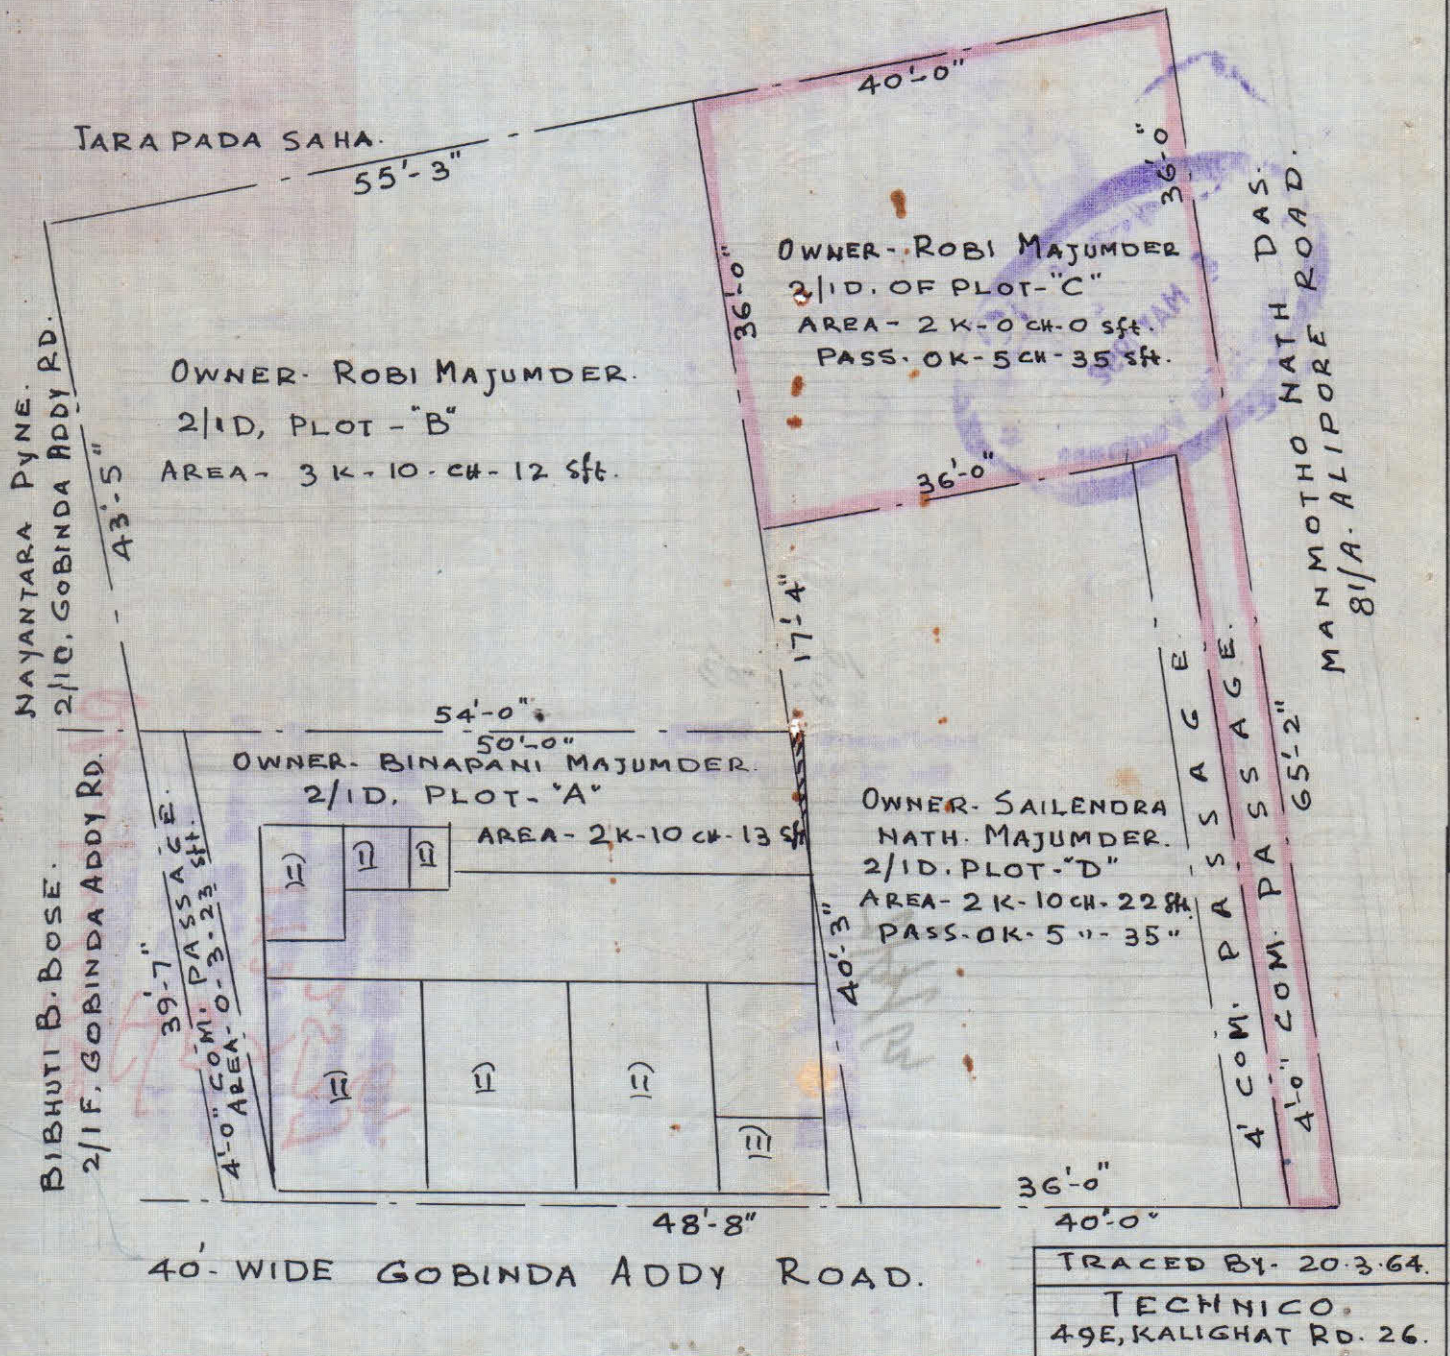 40'-0"
TARAPADA SAHA.
55'-3"
36'-0"
36'-0"
OWNER-ROBI MAJUMDER
2/1D. OF PLOT-"C"
AREA- 2 K-0 CH-0 sft.
PASS. OK-5 CH-35 sft.
MANMOTHO NATH DAS.
81/A. ALIPORE ROAD.
OWNER. ROBI MAJUMDER.
2/1D, PLOT-"B"
AREA- 3 K-10-CH-12 sft.
NAYANTARA PYNE.
2/1C. GOBINDA ADDY RD.
43'-5"
36'-0"
17'-4"
54'-0"
50'-0"
OWNER. BINAPANI MAJUMDER.
2/1D. PLOT-"A"
AREA- 2K-10 CH-13 sft
OWNER. SAILENDRA
NATH. MAJUMDER.
2/1D. PLOT-"D"
AREA-2 K-10 CH-22 sft.
PASS-OK-5 "-35"
4' COM. PASSAGE.
4'-0" COM. PASSAGE.
65'-2"
BIBHUTI B. BOSE.
2/1F. GOBINDA ADDY RD.
39'-7"
4'-0" COM. PASSAGE.
AREA-0-3-23 sft.
40'-3"
36'-0"
40'-0"
48'-8"
40'-WIDE GOBINDA ADDY ROAD.
TRACED BY- 20.3.64.
TECHNICO.
49E, KALIGHAT RD. 26.